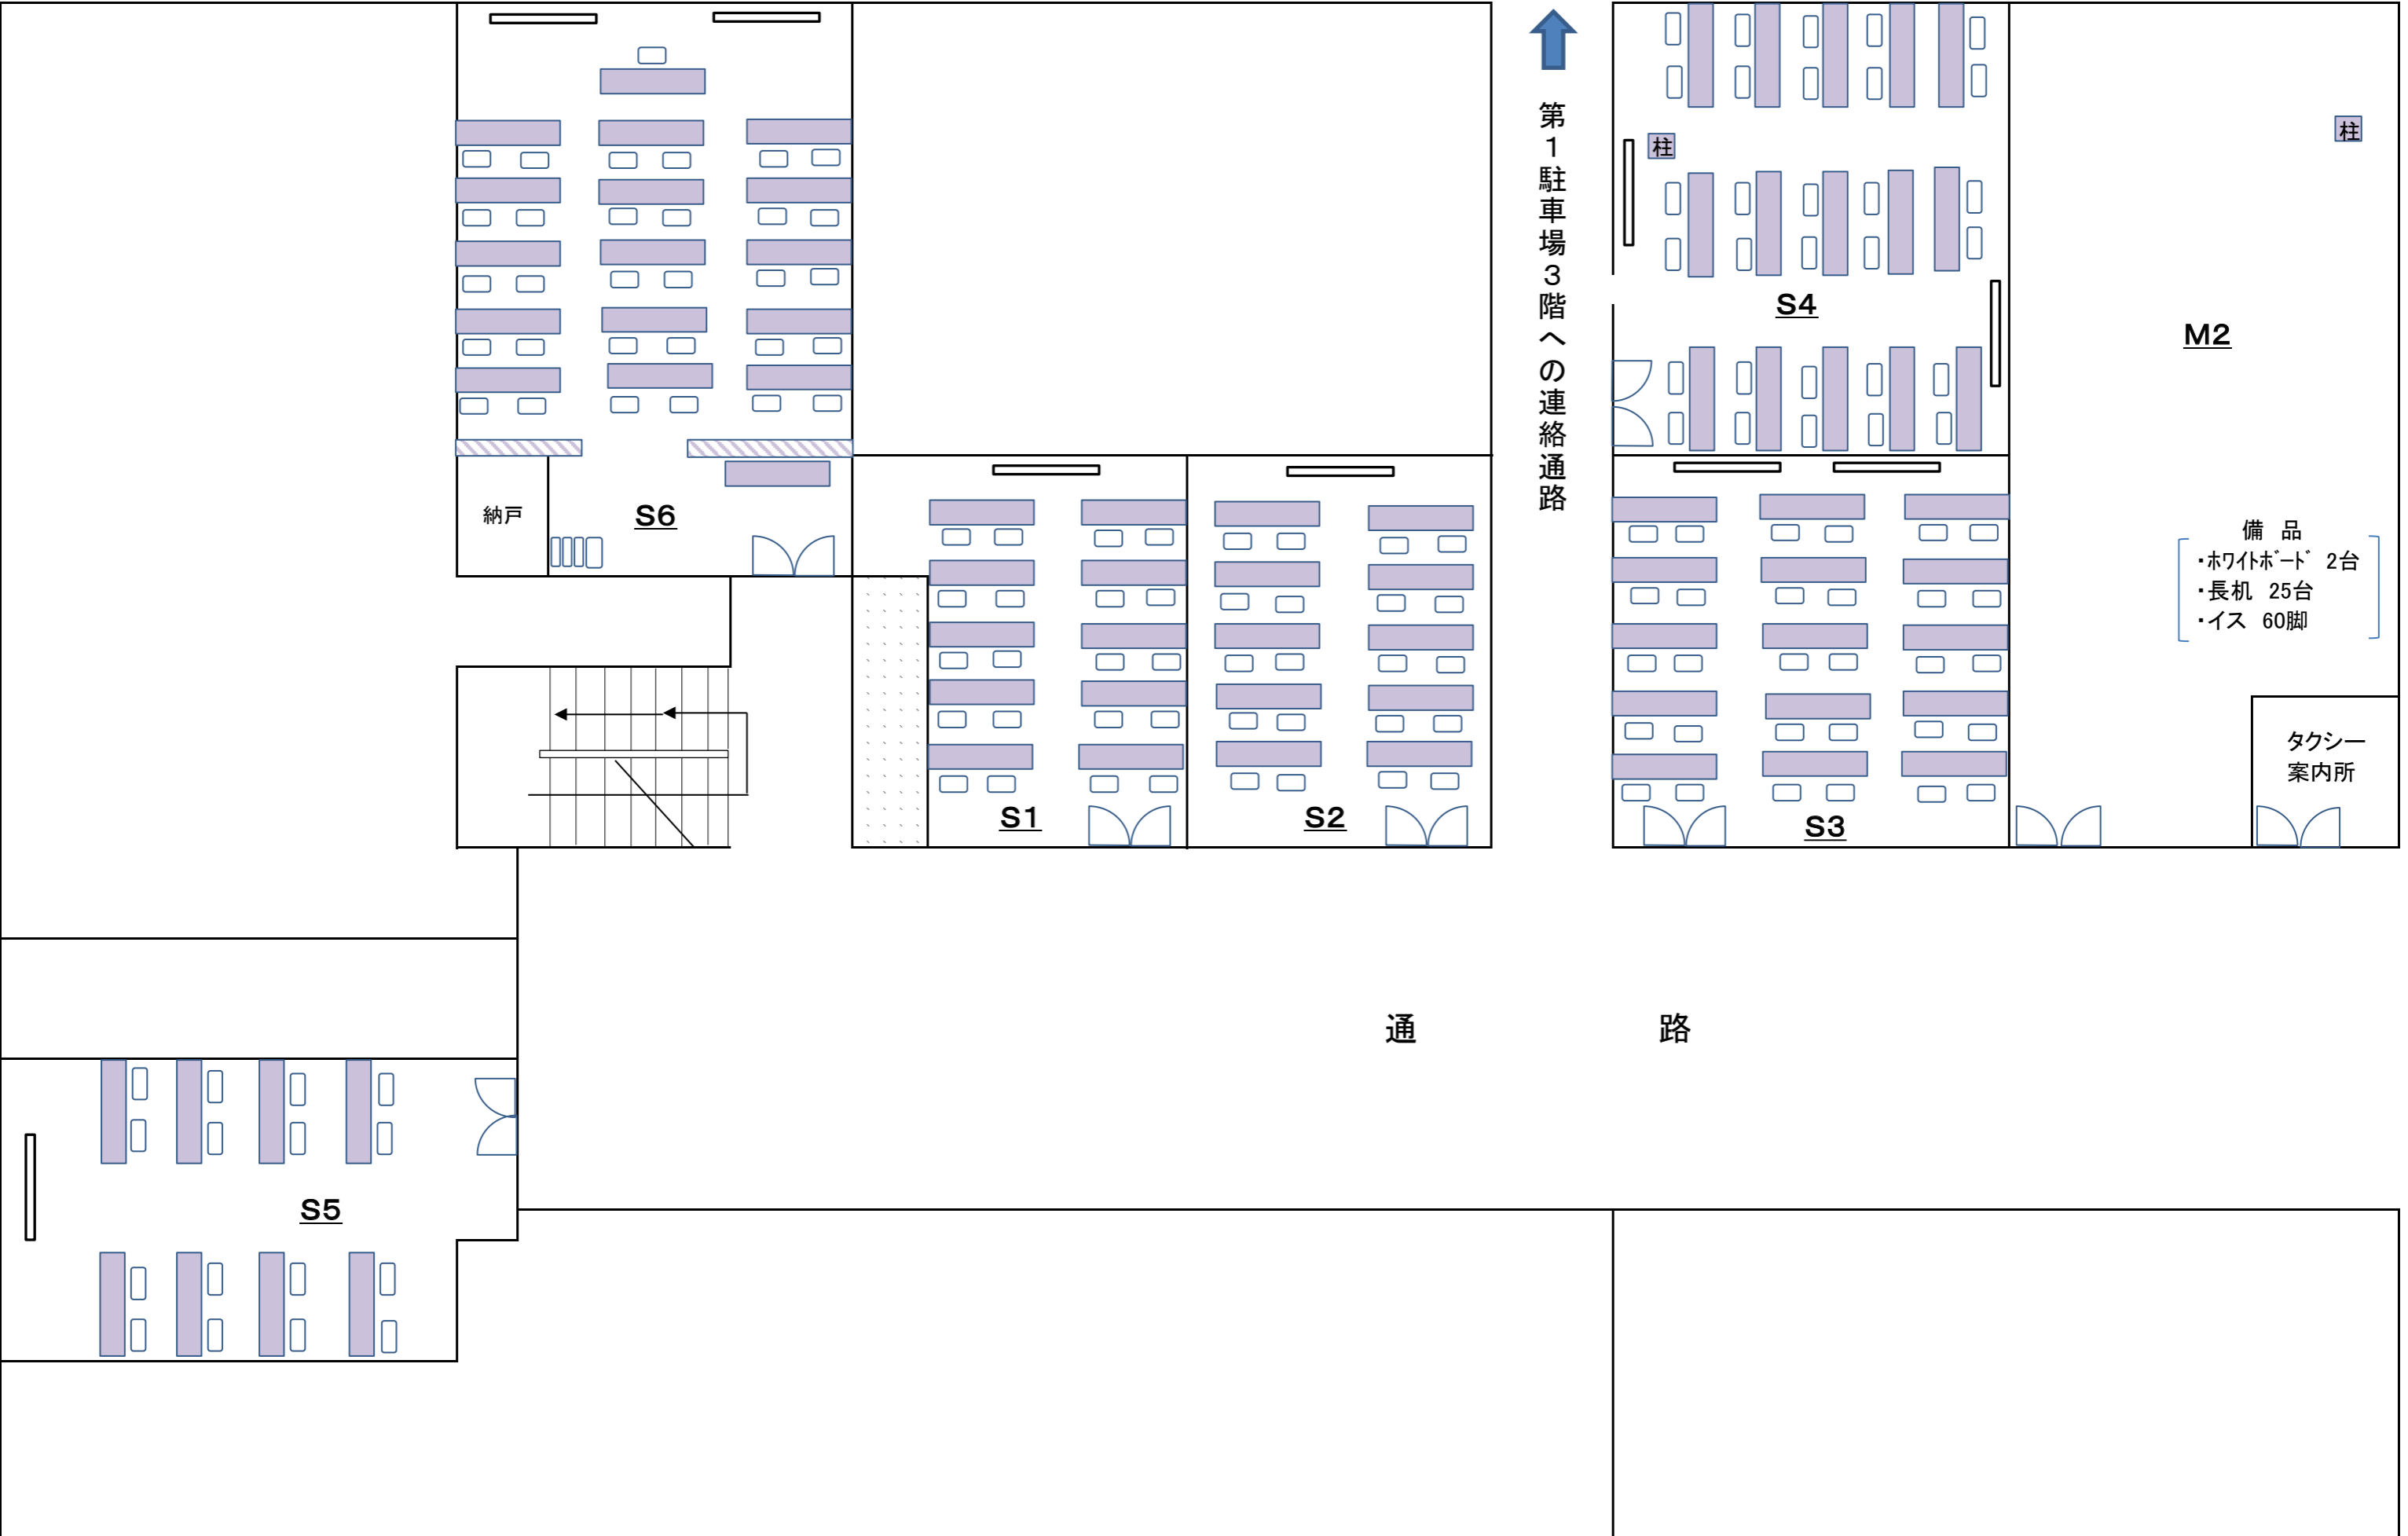 第1駐車場3階への連絡通路
柱
柱
S4
M2
納戸
S6
備 品
・ホワイトボード 2台
・長机 25台
・イス 60脚
タクシー
案内所
S1
S2
S3
通 路
S5